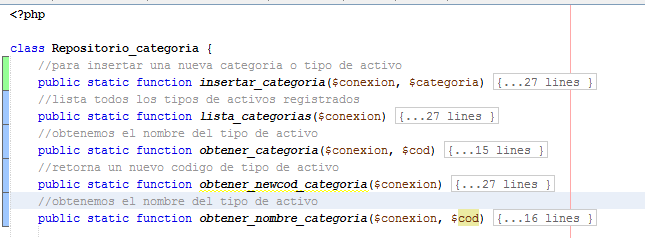 <?php
class Repositorio_categoria {
//para insertar una nueva categoria o tipo de activo
public static function insertar_categoria($conexion, $categoria) {...27 lines }
//lista todos los tipos de activos registrados
public static function lista_categorias($conexion) {...27 lines }
//obtenemos el nombre del tipo de activo
public static function obtener_categoria($conexion, $cod) {...15 lines }
//retorna un nuevo codigo de tipo de activo
public static function obtener_newcod_categoria($conexion) {...27 lines }
//obtenemos el nombre del tipo de activo
public static function obtener_nombre_categoria($conexion, $cod) {...16 lines }